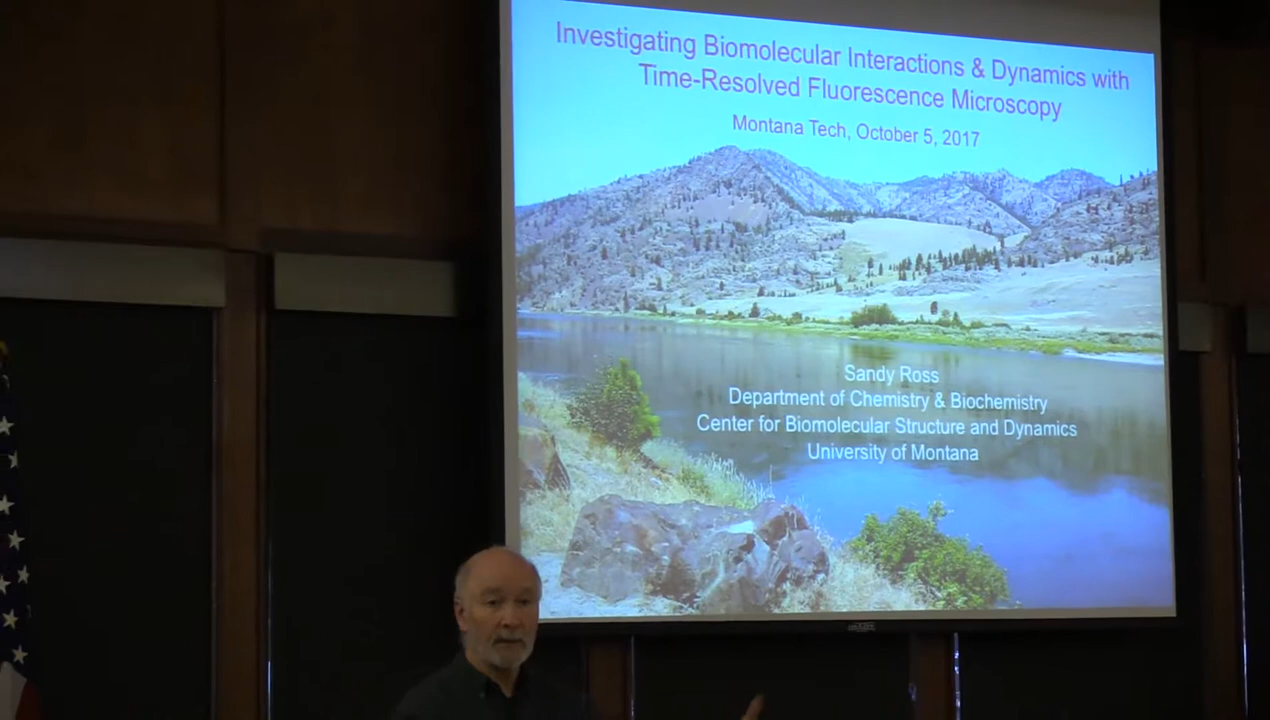 Investigating Biomolecular Interactions & Dynamics with
Time-Resolved Fluorescence Microscopy
Montana Tech, October 5, 2017
Sandy Ross
Department of Chemistry & Biochemistry
Center for Biomolecular Structure and Dynamics
University of Montana